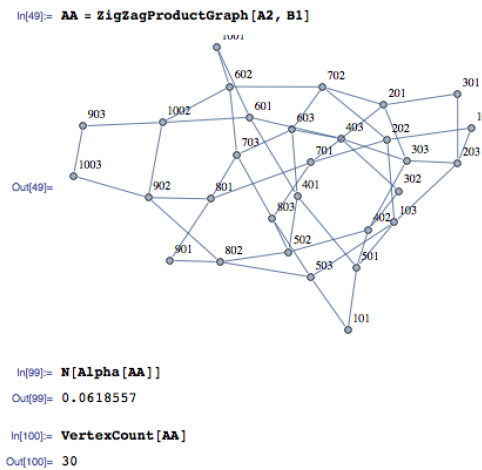 In[49]:= AA = ZigZagProductGraph[A2, B1]
1001
602 702
201 301
903 1002 601 603 403 202
703 701 303 203
1003
Out[49]=
902 801 401 302
803 402 103
901 802 502 501
503
101
In[99]:= N[Alpha[AA]]
Out[99]= 0.0618557
In[100]:= VertexCount[AA]
Out[100]= 30